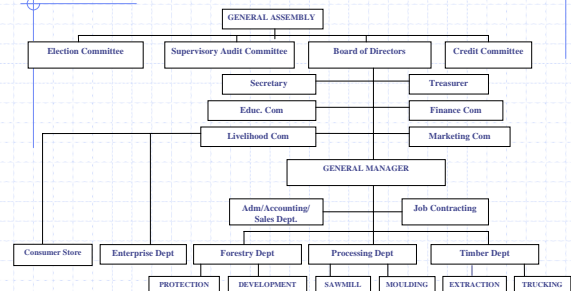 GENERAL ASSEMBLY
Election Committee
Supervisory Audit Committee
Board of Directors
Credit Committee
Secretary
Treasurer
Educ. Com
Finance Com
Livelihood Com
Marketing Com
GENERAL MANAGER
Adm/Accounting/
Sales Dept.
Job Contracting
Consumer Store
Enterprise Dept
Forestry Dept
Processing Dept
Timber Dept
PROTECTION
DEVELOPMENT
SAWMILL
MOULDING
EXTRACTION
TRUCKING